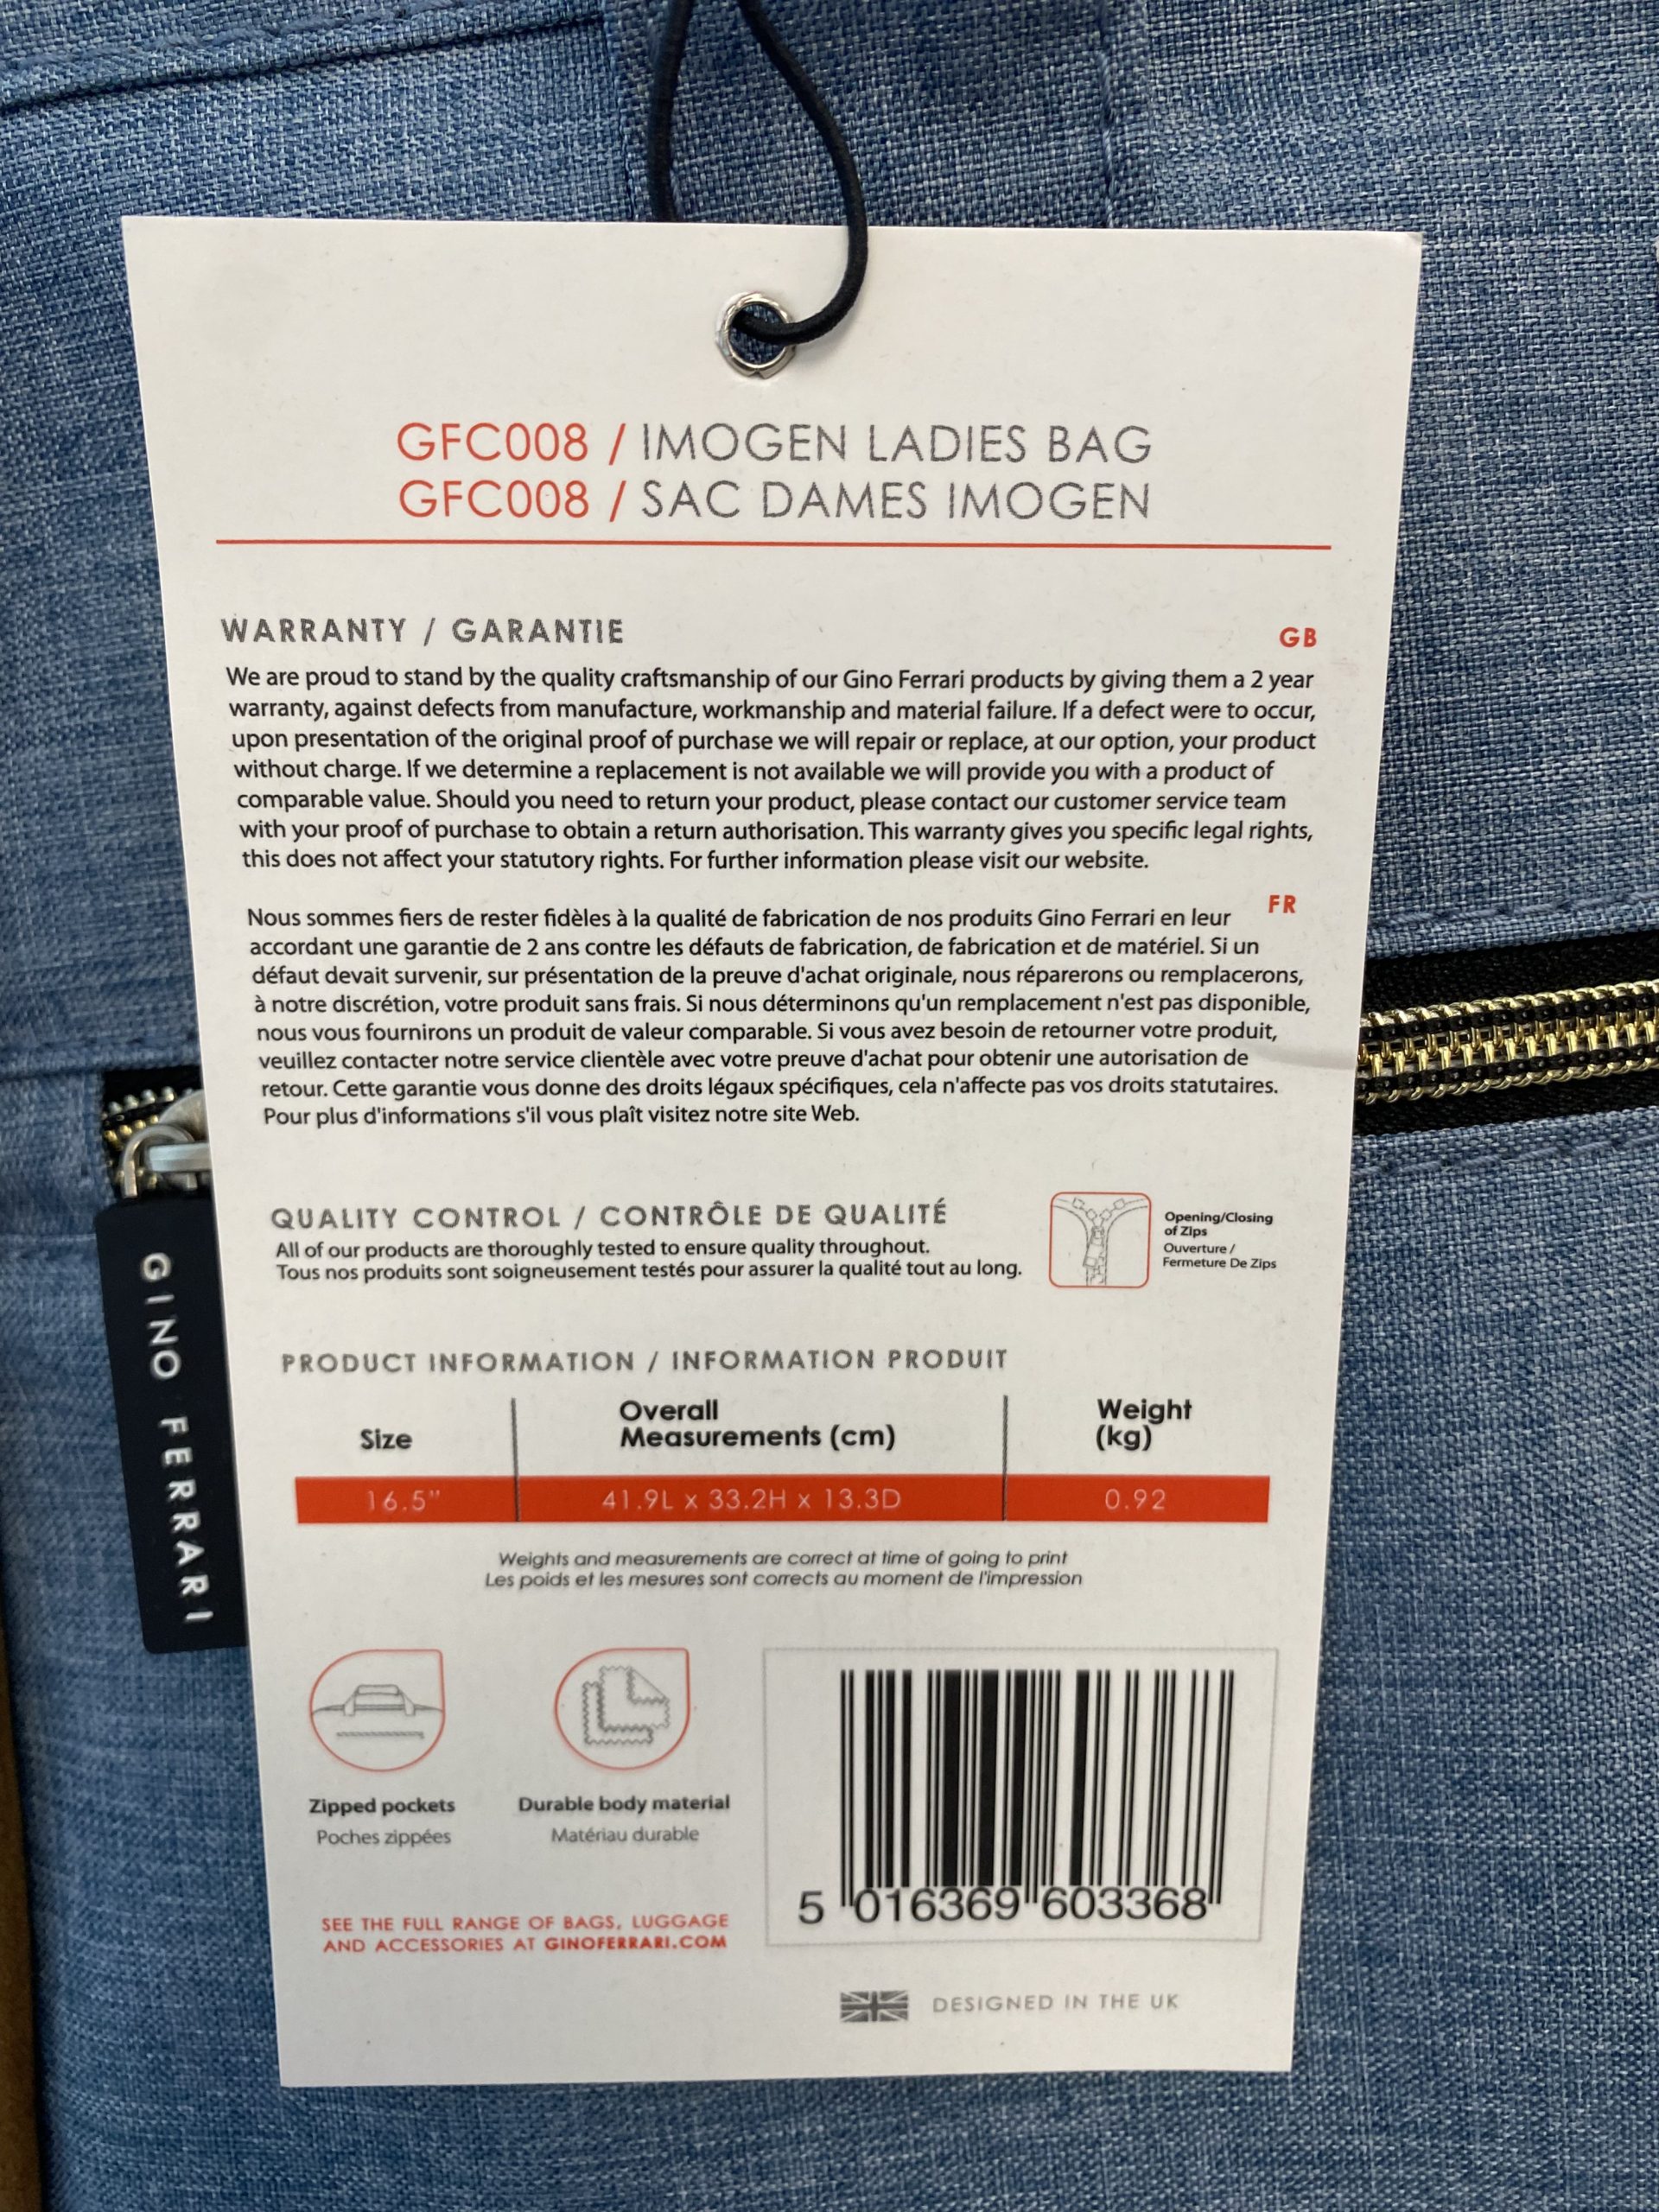 GFC008 / IMOGEN LADIES BAG
GFC008 / SAC DAMES IMOGEN
WARRANTY / GARANTIE
GB
We are proud to stand by the quality craftsmanship of our Gino Ferrari products by giving them a 2 year
warranty, against defects from manufacture, workmanship and material failure. If a defect were to occur,
upon presentation of the original proof of purchase we will repair or replace, at our option, your product
without charge. If we determine a replacement is not available we will provide you with a product of
comparable value. Should you need to return your product, please contact our customer service team
with your proof of purchase to obtain a return authorisation. This warranty gives you specific legal rights,
this does not affect your statutory rights. For further information please visit our website.
FR
Nous sommes fiers de rester fidèles à la qualité de fabrication de nos produits Gino Ferrari en leur
accordant une garantie de 2 ans contre les défauts de fabrication, de fabrication et de matériel. Si un
défaut devait survenir, sur présentation de la preuve d'achat originale, nous réparerons ou remplacerons,
à notre discrétion, votre produit sans frais. Si nous déterminons qu'un remplacement n'est pas disponible,
nous vous fournirons un produit de valeur comparable. Si vous avez besoin de retourner votre produit,
veuillez contacter notre service clientèle avec votre preuve d'achat pour obtenir une autorisation de
retour. Cette garantie vous donne des droits légaux spécifiques, cela n'affecte pas vos droits statutaires.
Pour plus d'informations s'il vous plaît visitez notre site Web.
QUALITY CONTROL / CONTRÔLE DE QUALITÉ
All of our products are thoroughly tested to ensure quality throughout.
Tous nos produits sont soigneusement testés pour assurer la qualité tout au long.
Opening/Closing
of Zips
Ouverture /
Fermeture De Zips
GINO FERRARI
PRODUCT INFORMATION / INFORMATION PRODUIT
Size
Overall
Measurements (cm)
Weight
(kg)
16.5"
41.9L x 33.2H x 13.3D
0.92
Weights and measurements are correct at time of going to print
Les poids et les mesures sont corrects au moment de l'impression
Zipped pockets
Poches zippées
Durable body material
Matériau durable
5 016369 603368
SEE THE FULL RANGE OF BAGS, LUGGAGE
AND ACCESSORIES AT GINOFERRARI.COM
DESIGNED IN THE UK